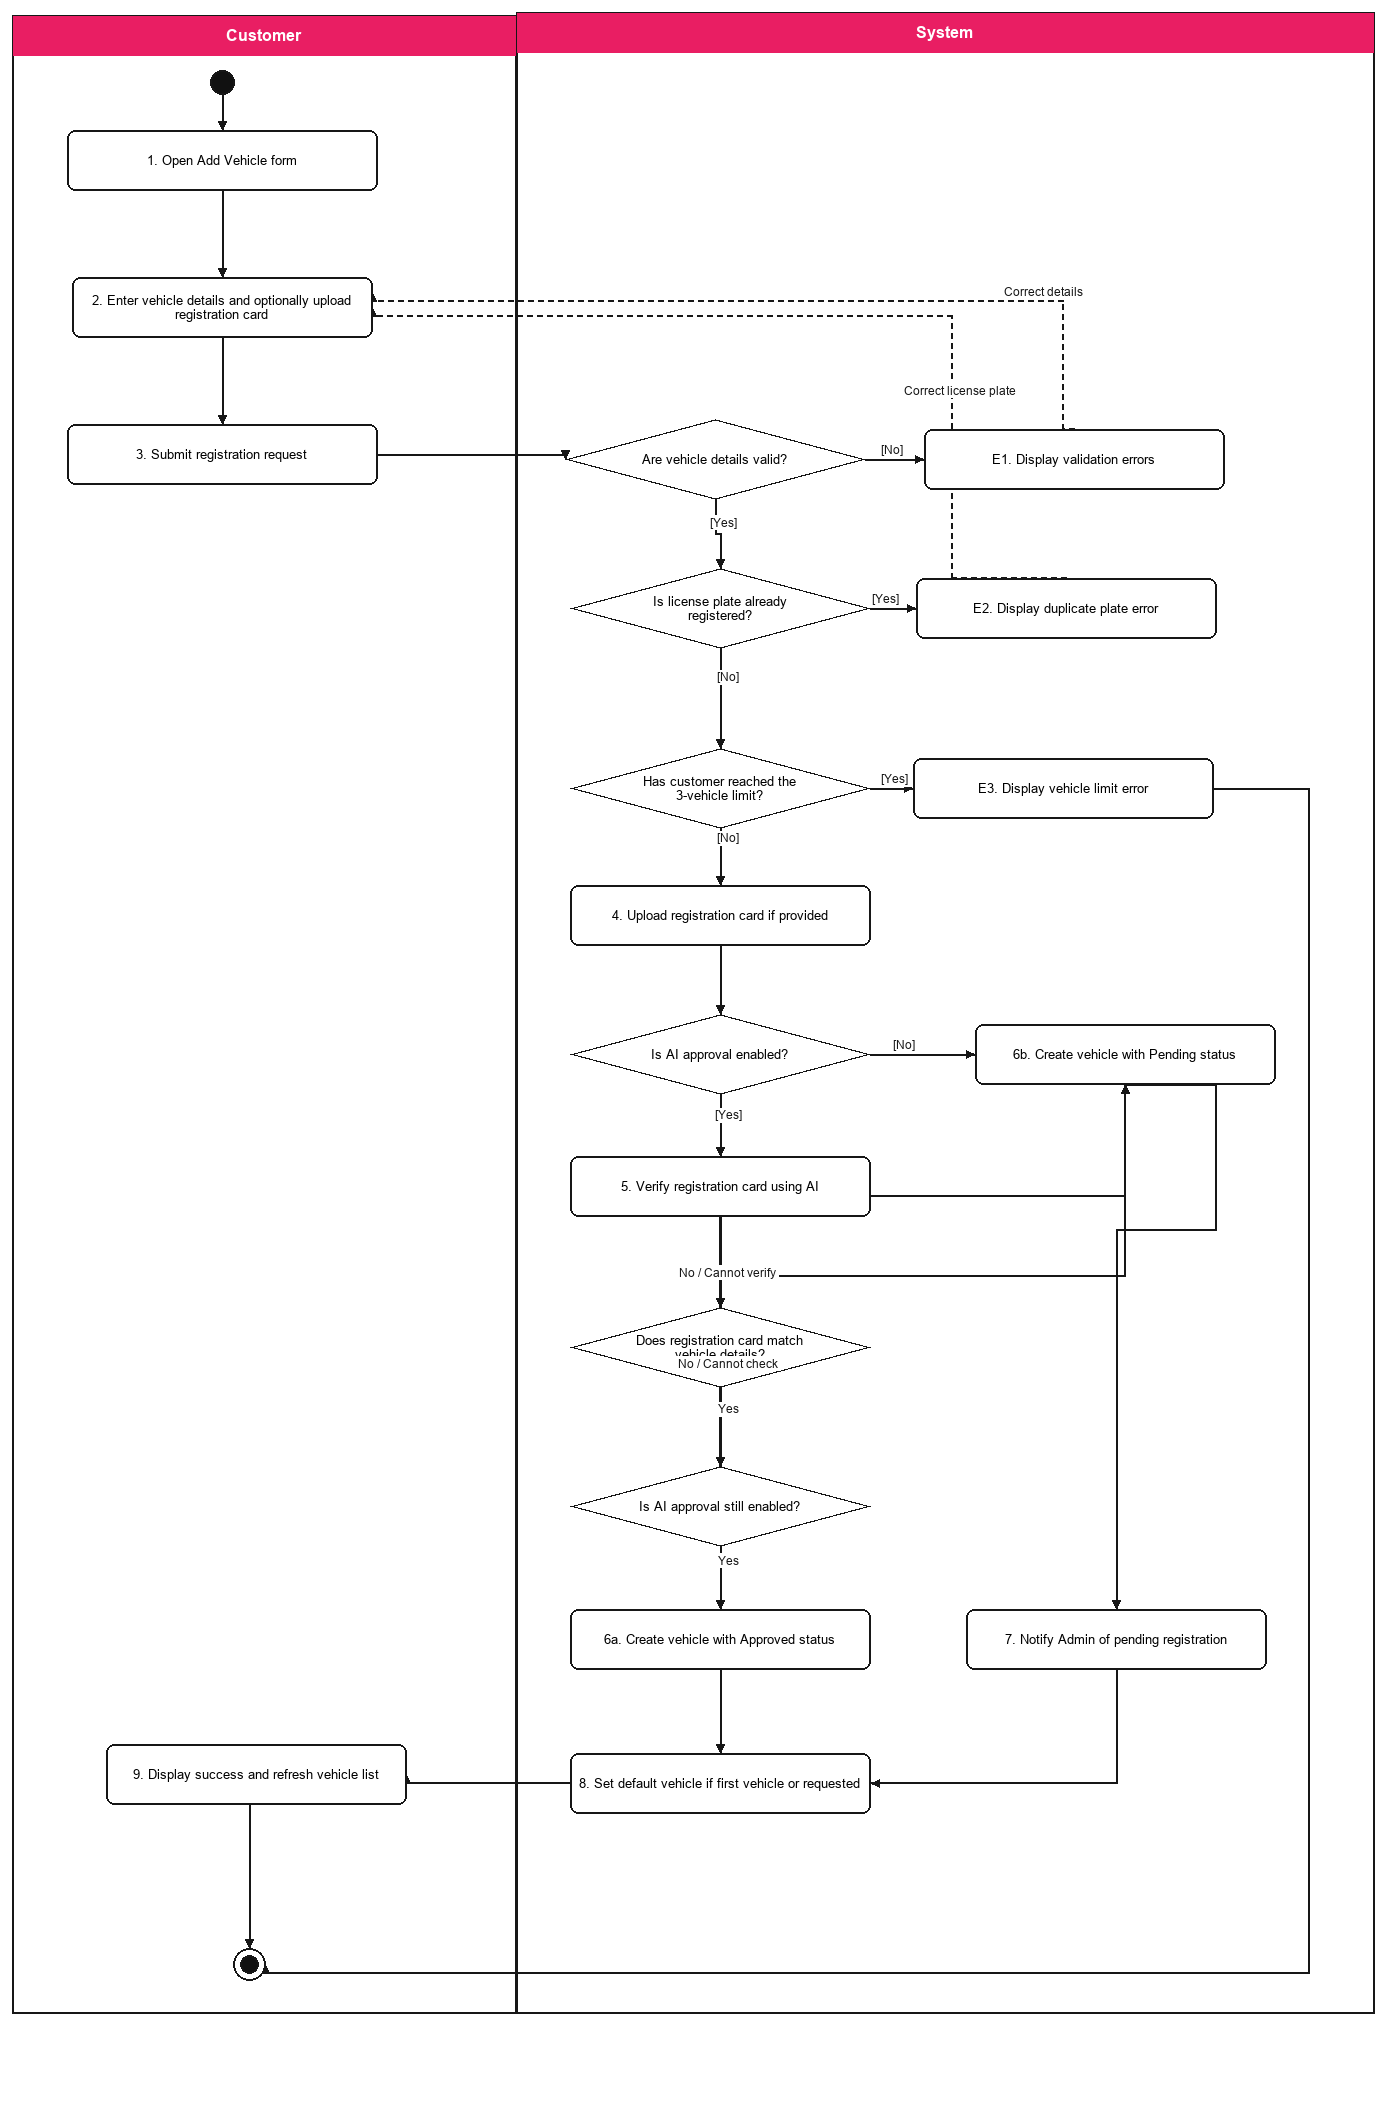 Customer
System
1. Open Add Vehicle form
2. Enter vehicle details and optionally upload
registration card
Correct details
Correct license plate
3. Submit registration request
Are vehicle details valid?
[No]
E1. Display validation errors
[Yes]
Is license plate already
registered?
[Yes]
E2. Display duplicate plate error
[No]
Has customer reached the
3-vehicle limit?
[Yes]
E3. Display vehicle limit error
[No]
4. Upload registration card if provided
Is AI approval enabled?
[No]
6b. Create vehicle with Pending status
[Yes]
5. Verify registration card using AI
No / Cannot verify
Does registration card match
vehicle details?
No / Cannot check
Yes
Is AI approval still enabled?
Yes
6a. Create vehicle with Approved status
7. Notify Admin of pending registration
9. Display success and refresh vehicle list
8. Set default vehicle if first vehicle or requested